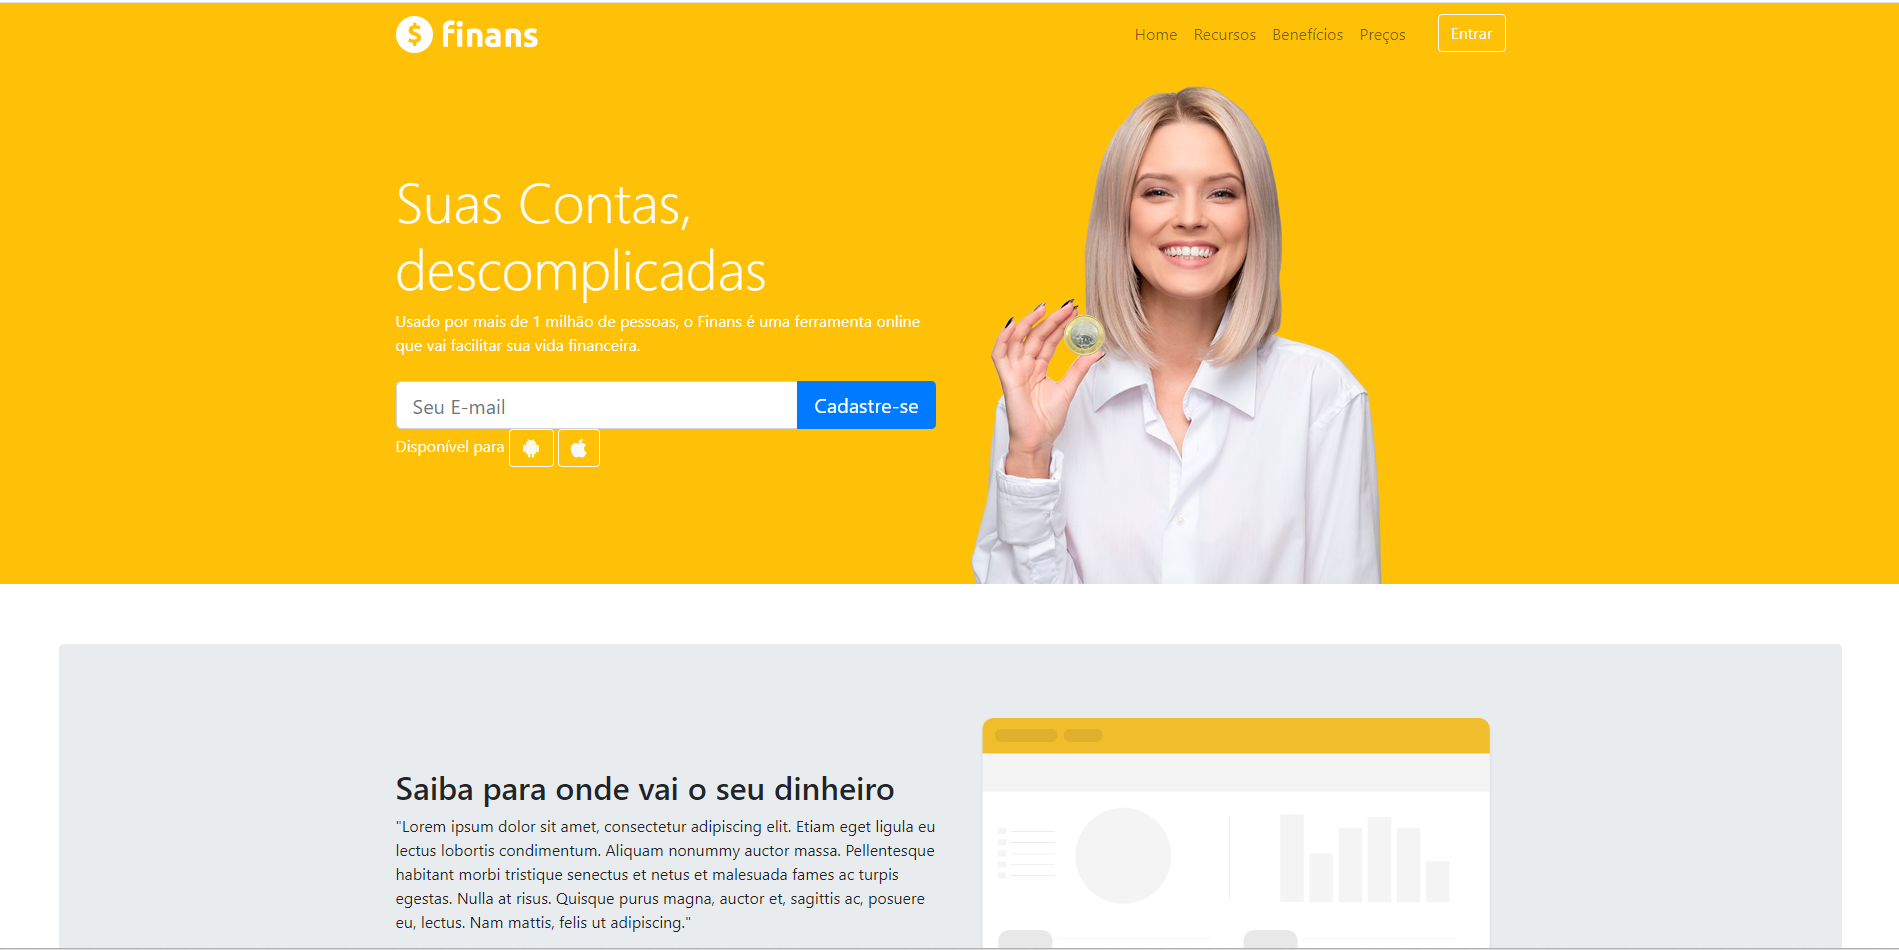 $ finans
Home Recursos Benefícios Preços Entrar
Suas Contas,
descomplicadas
Usado por mais de 1 milhão de pessoas, o Finans é uma ferramenta online
que vai facilitar sua vida financeira.
Seu E-mail Cadastre-se
Disponível para
Saiba para onde vai o seu dinheiro
"Lorem ipsum dolor sit amet, consectetur adipiscing elit. Etiam eget ligula eu
lectus lobortis condimentum. Aliquam nonummy auctor massa. Pellentesque
habitant morbi tristique senectus et netus et malesuada fames ac turpis
egestas. Nulla at risus. Quisque purus magna, auctor et, sagittis ac, posuere
eu, lectus. Nam mattis, felis ut adipiscing."